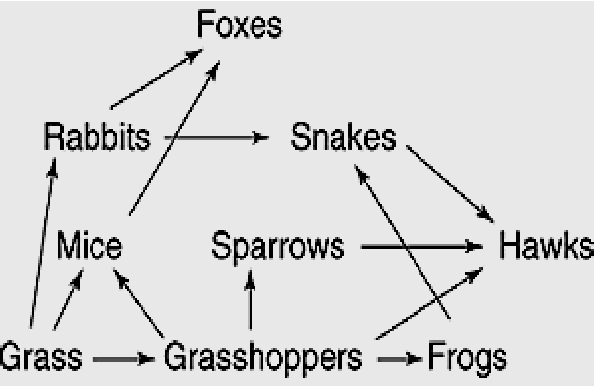 Foxes
Rabbits Snakes
Mice Sparrows Hawks
Grass Grasshoppers Frogs